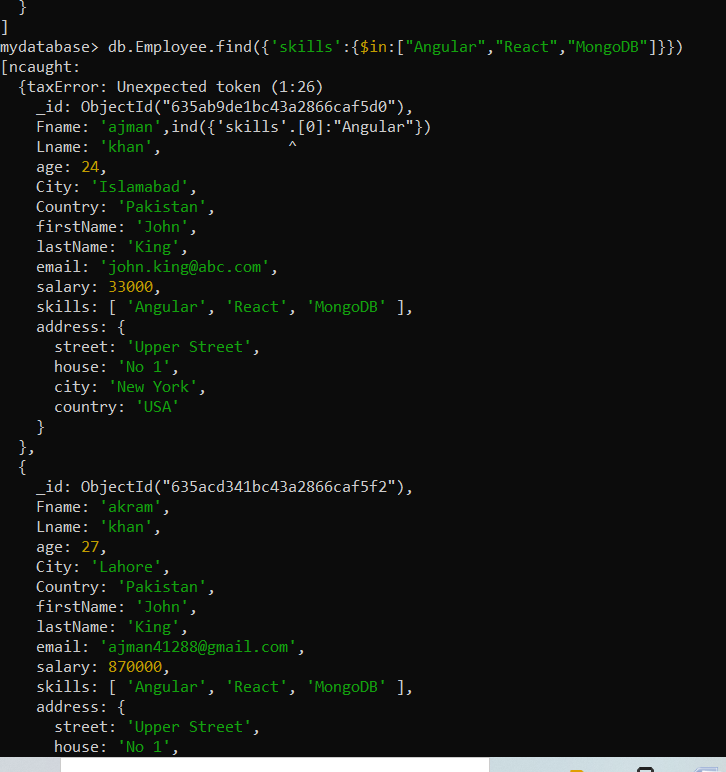 }
]
mydatabase> db.Employee.find({'skills':{$in:["Angular","React","MongoDB"]}})
[ncaught:
{taxError: Unexpected token (1:26)
_id: ObjectId("635ab9de1bc43a2866caf5d0"),
Fname: 'ajman',ind({'skills'.[0]:"Angular"})
Lname: 'khan', ^
age: 24,
City: 'Islamabad',
Country: 'Pakistan',
firstName: 'John',
lastName: 'King',
email: 'john.king@abc.com',
salary: 33000,
skills: [ 'Angular', 'React', 'MongoDB' ],
address: {
street: 'Upper Street',
house: 'No 1',
city: 'New York',
country: 'USA'
}
},
{
_id: ObjectId("635acd341bc43a2866caf5f2"),
Fname: 'akram',
Lname: 'khan',
age: 27,
City: 'Lahore',
Country: 'Pakistan',
firstName: 'John',
lastName: 'King',
email: 'ajman41288@gmail.com',
salary: 870000,
skills: [ 'Angular', 'React', 'MongoDB' ],
address: {
street: 'Upper Street',
house: 'No 1',